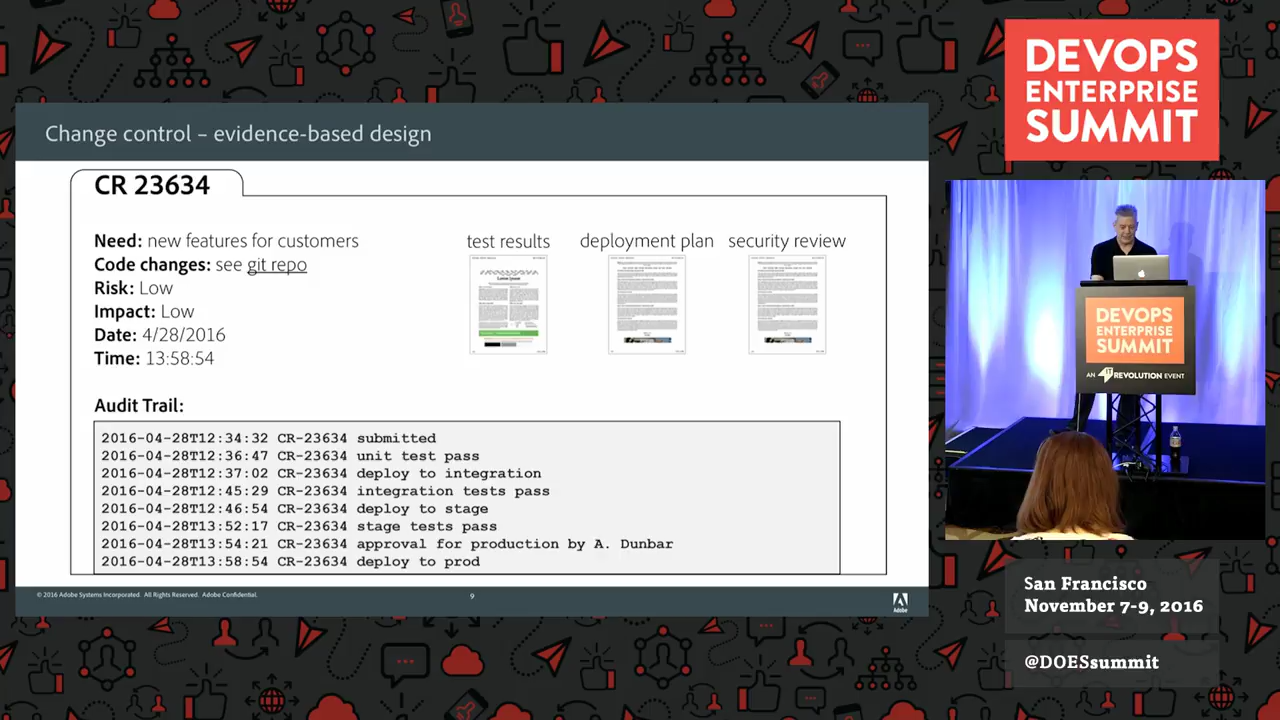 Change control – evidence-based design
CR 23634
Need: new features for customers
Code changes: see git repo
Risk: Low
Impact: Low
Date: 4/28/2016
Time: 13:58:54
test results
deployment plan
security review
Audit Trail:
2016-04-28T12:34:32 CR-23634 submitted
2016-04-28T12:36:47 CR-23634 unit test pass
2016-04-28T12:37:02 CR-23634 deploy to integration
2016-04-28T12:45:29 CR-23634 integration tests pass
2016-04-28T12:46:54 CR-23634 deploy to stage
2016-04-28T13:52:17 CR-23634 stage tests pass
2016-04-28T13:54:21 CR-23634 approval for production by A. Dunbar
2016-04-28T13:58:54 CR-23634 deploy to prod
© 2016 Adobe Systems Incorporated. All Rights Reserved. Adobe Confidential.
9
Adobe
DEVOPS
ENTERPRISE
SUMMIT
DEVOPS
ENTERPRISE
SUMMIT
AN IT REVOLUTION EVENT
San Francisco
November 7-9, 2016
@DOESsummit